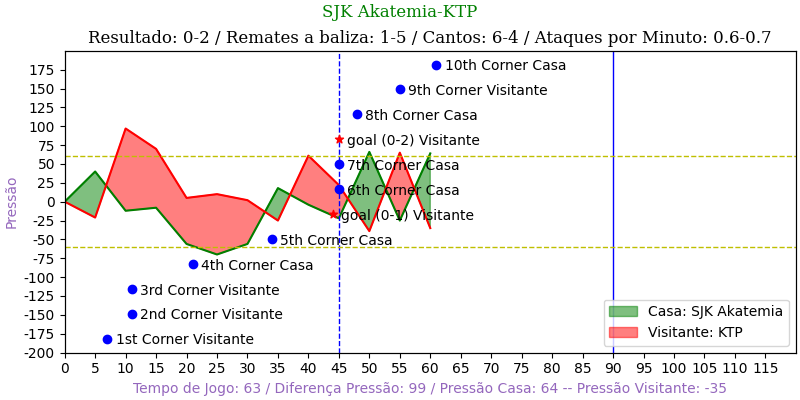 SJK Akatemia-KTP
Resultado: 0-2 / Remates a baliza: 1-5 / Cantos: 6-4 / Ataques por Minuto: 0.6-0.7
175
150
125
100
75
50
25
0
-25
-50
-75
-100
-125
-150
-175
-200
Pressão
10th Corner Casa
9th Corner Visitante
8th Corner Casa
goal (0-2) Visitante
7th Corner Casa
6th Corner Casa
goal (0-1) Visitante
5th Corner Casa
4th Corner Casa
3rd Corner Visitante
2nd Corner Visitante
1st Corner Visitante
Casa: SJK Akatemia
Visitante: KTP
0 5 10 15 20 25 30 35 40 45 50 55 60 65 70 75 80 85 90 95 100 105 110 115
Tempo de Jogo: 63 / Diferença Pressão: 99 / Pressão Casa: 64 -- Pressão Visitante: -35